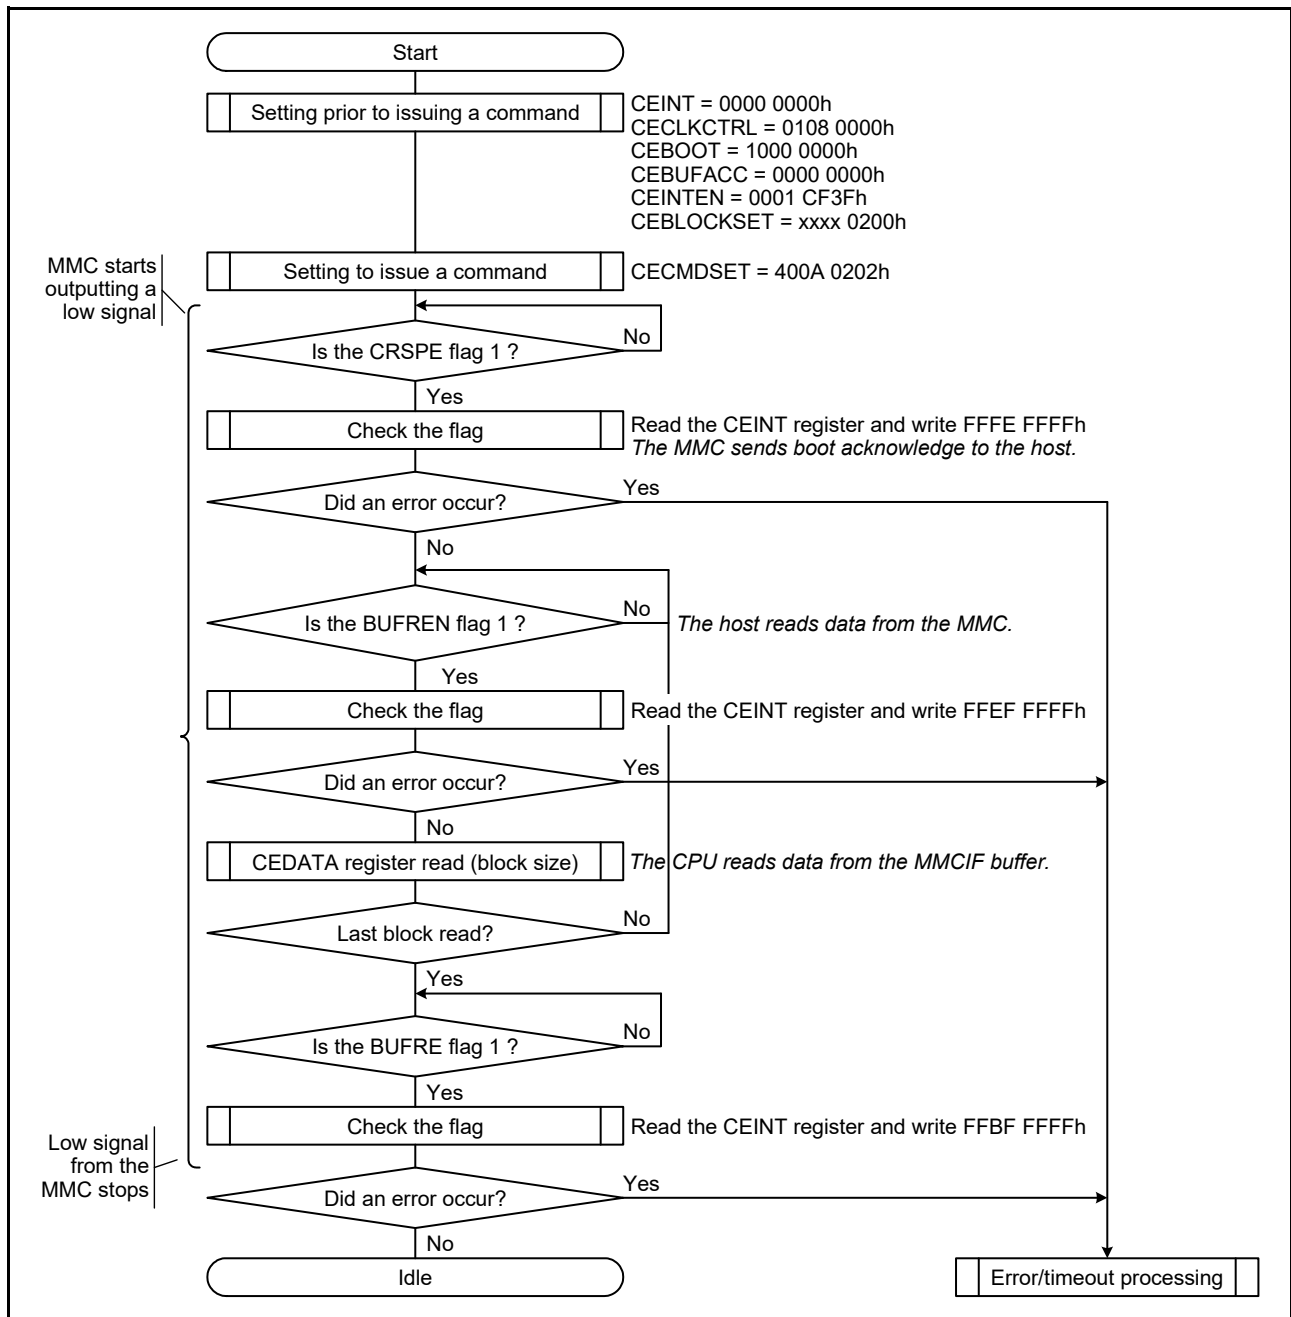 Start
Setting prior to issuing a command
CEINT = 0000 0000h
CECLKCTRL = 0108 0000h
CEBOOT = 1000 0000h
CEBUFACC = 0000 0000h
CEINTEN = 0001 CF3Fh
CEBLOCKSET = xxxx 0200h
MMC starts
outputting a
low signal
Setting to issue a command
CECMDSET = 400A 0202h
Is the CRSPE flag 1 ?
No
Yes
Check the flag
Read the CEINT register and write FFFE FFFFh
The MMC sends boot acknowledge to the host.
Did an error occur?
Yes
No
Is the BUFREN flag 1 ?
No
The host reads data from the MMC.
Yes
Check the flag
Read the CEINT register and write FFEF FFFFh
Did an error occur?
Yes
No
CEDATA register read (block size)
The CPU reads data from the MMCIF buffer.
Last block read?
No
Yes
Is the BUFRE flag 1 ?
No
Yes
Check the flag
Read the CEINT register and write FFBF FFFFh
Low signal
from the
MMC stops
Did an error occur?
Yes
No
Idle
Error/timeout processing